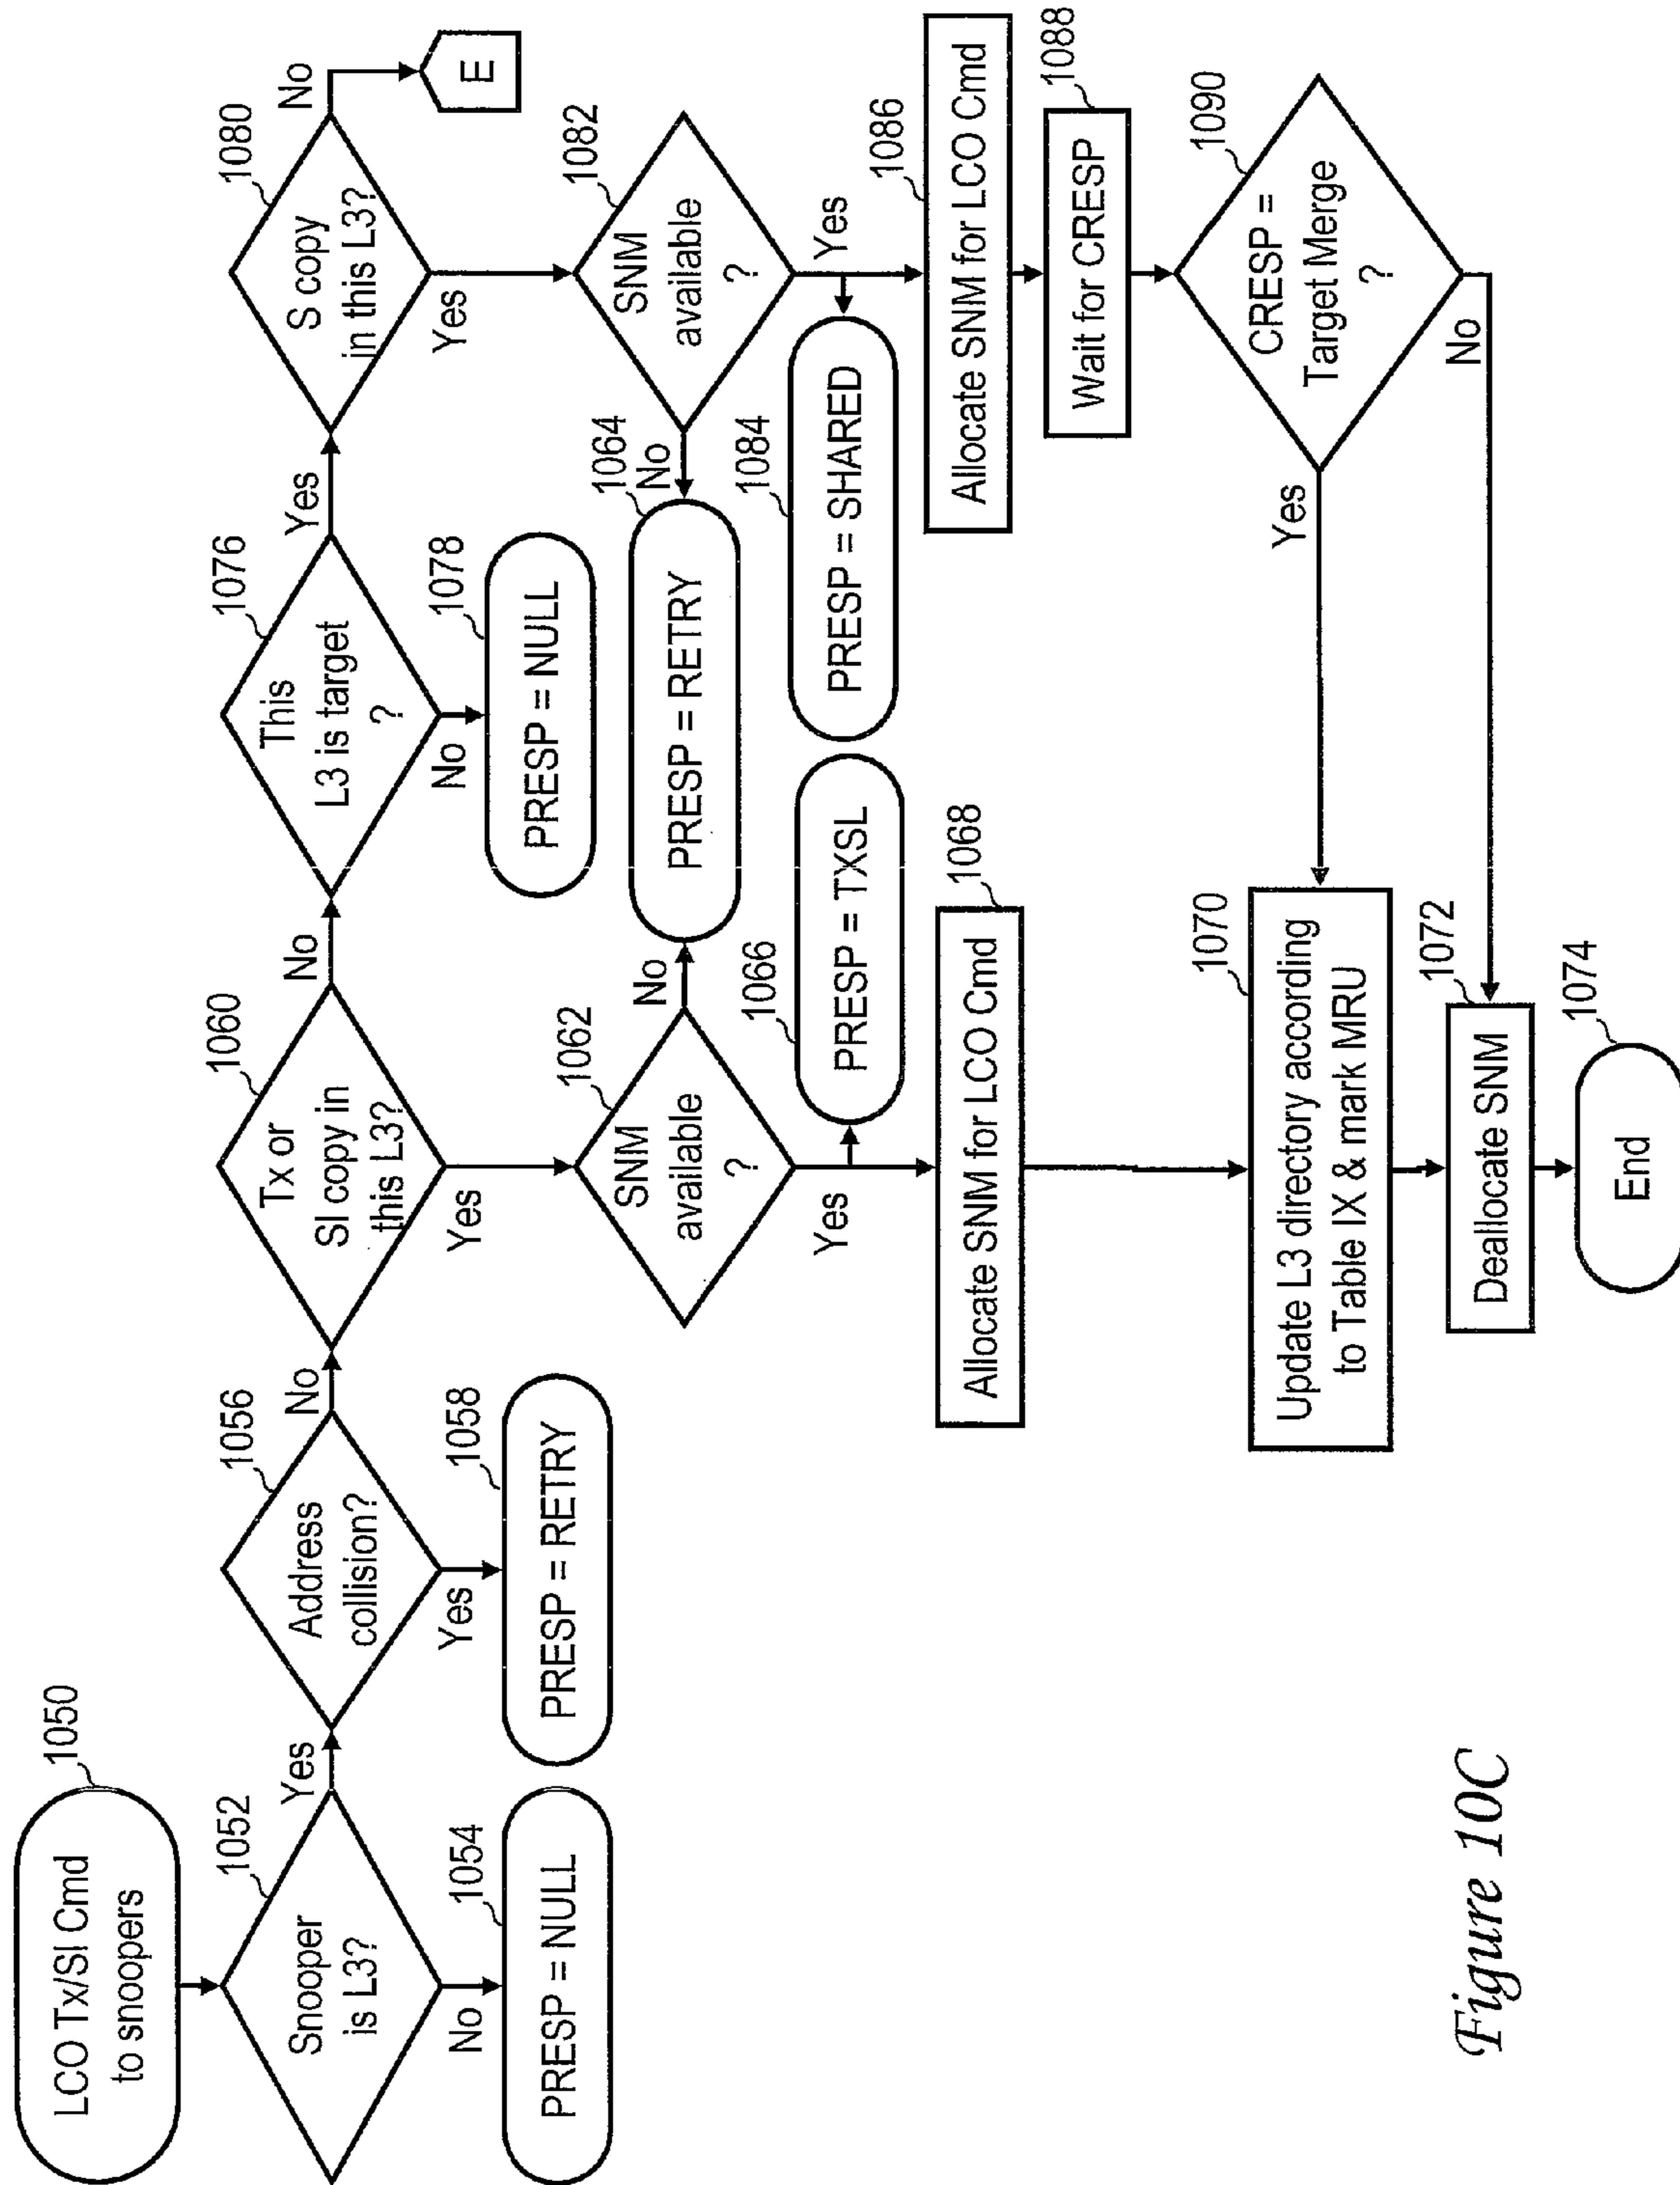 LCO Tx/SI Cmd
to snoopers
1050
Snooper
is L3?
1052
No
Yes
PRESP = NULL
1054
Address
collision?
1056
Yes
No
PRESP = RETRY
1058
Tx or
SI copy in
this L3?
1060
Yes
No
SNM
available
?
1062
No
Yes
PRESP = RETRY
1064
PRESP = TXSL
1066
Allocate SNM for LCO Cmd
1068
Update L3 directory according
to Table IX & mark MRU
1070
Deallocate SNM
1072
End
1074
This
L3 is target
?
1076
No
Yes
PRESP = NULL
1078
S copy
in this L3?
1080
No
E
Yes
SNM
available
?
1082
No
Yes
PRESP = SHARED
1084
Allocate SNM for LCO Cmd
1086
Wait for CRESP
1088
CRESP =
Target Merge
?
1090
Yes
No
Figure 10C